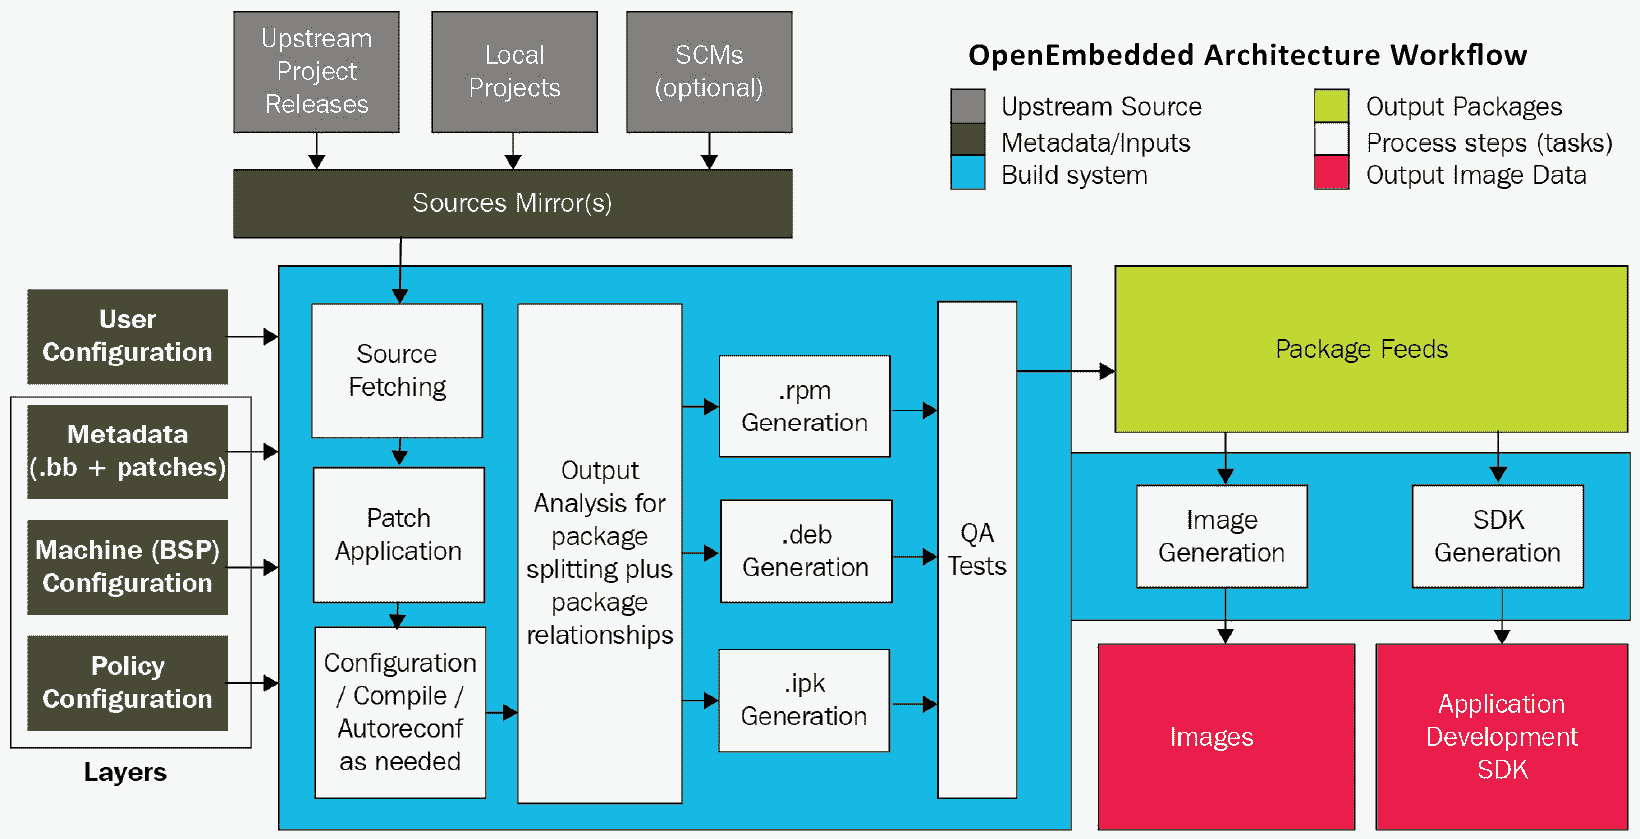 Upstream
Project
Releases
Local
Projects
SCMs
(optional)
OpenEmbedded Architecture Workflow
Upstream Source
Metadata/Inputs
Build system
Output Packages
Process steps (tasks)
Output Image Data
Sources Mirror(s)
User
Configuration
Metadata
(.bb + patches)
Machine (BSP)
Configuration
Policy
Configuration
Layers
Source
Fetching
Patch
Application
Configuration
/ Compile /
Autoreconf
as needed
Output
Analysis for
package
splitting plus
package
relationships
.rpm
Generation
.deb
Generation
.ipk
Generation
QA
Tests
Package Feeds
Image
Generation
SDK
Generation
Images
Application
Development
SDK